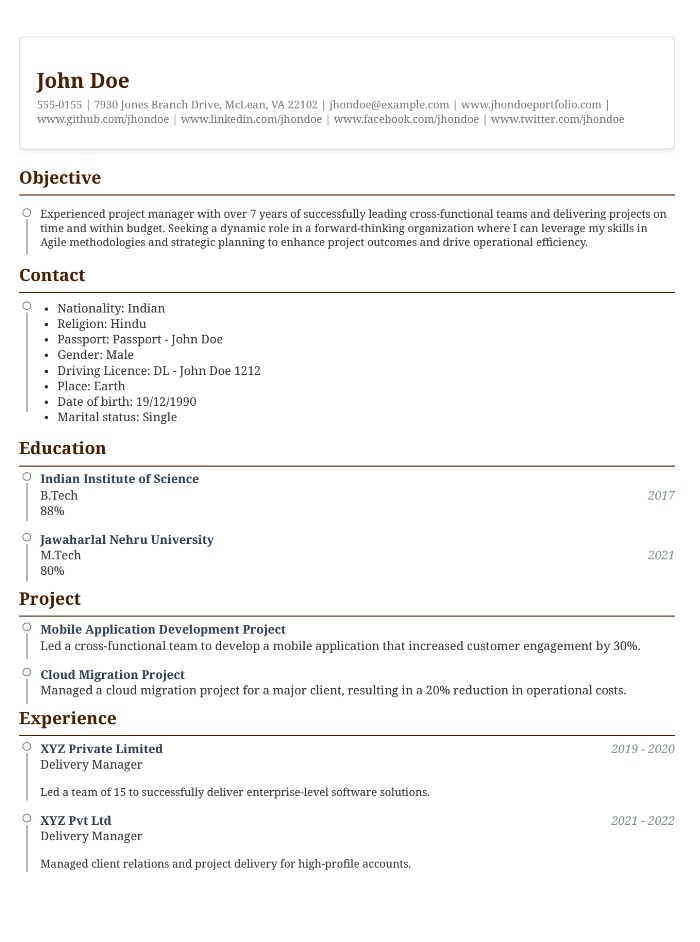 John Doe
555-0155 | 7930 Jones Branch Drive, McLean, VA 22102 | jhondoe@example.com | www.jhondoeportfolio.com |
www.github.com/jhondoe | www.linkedin.com/jhondoe | www.facebook.com/jhondoe | www.twitter.com/jhondoe
Objective
Experienced project manager with over 7 years of successfully leading cross-functional teams and delivering projects on
time and within budget. Seeking a dynamic role in a forward-thinking organization where I can leverage my skills in
Agile methodologies and strategic planning to enhance project outcomes and drive operational efficiency.
Contact
• Nationality: Indian
• Religion: Hindu
• Passport: Passport - John Doe
• Gender: Male
• Driving Licence: DL - John Doe 1212
• Place: Earth
• Date of birth: 19/12/1990
• Marital status: Single
Education
Indian Institute of Science
B.Tech 2017
88%
Jawaharlal Nehru University
M.Tech 2021
80%
Project
Mobile Application Development Project
Led a cross-functional team to develop a mobile application that increased customer engagement by 30%.
Cloud Migration Project
Managed a cloud migration project for a major client, resulting in a 20% reduction in operational costs.
Experience
XYZ Private Limited 2019 - 2020
Delivery Manager
Led a team of 15 to successfully deliver enterprise-level software solutions.
XYZ Pvt Ltd 2021 - 2022
Delivery Manager
Managed client relations and project delivery for high-profile accounts.